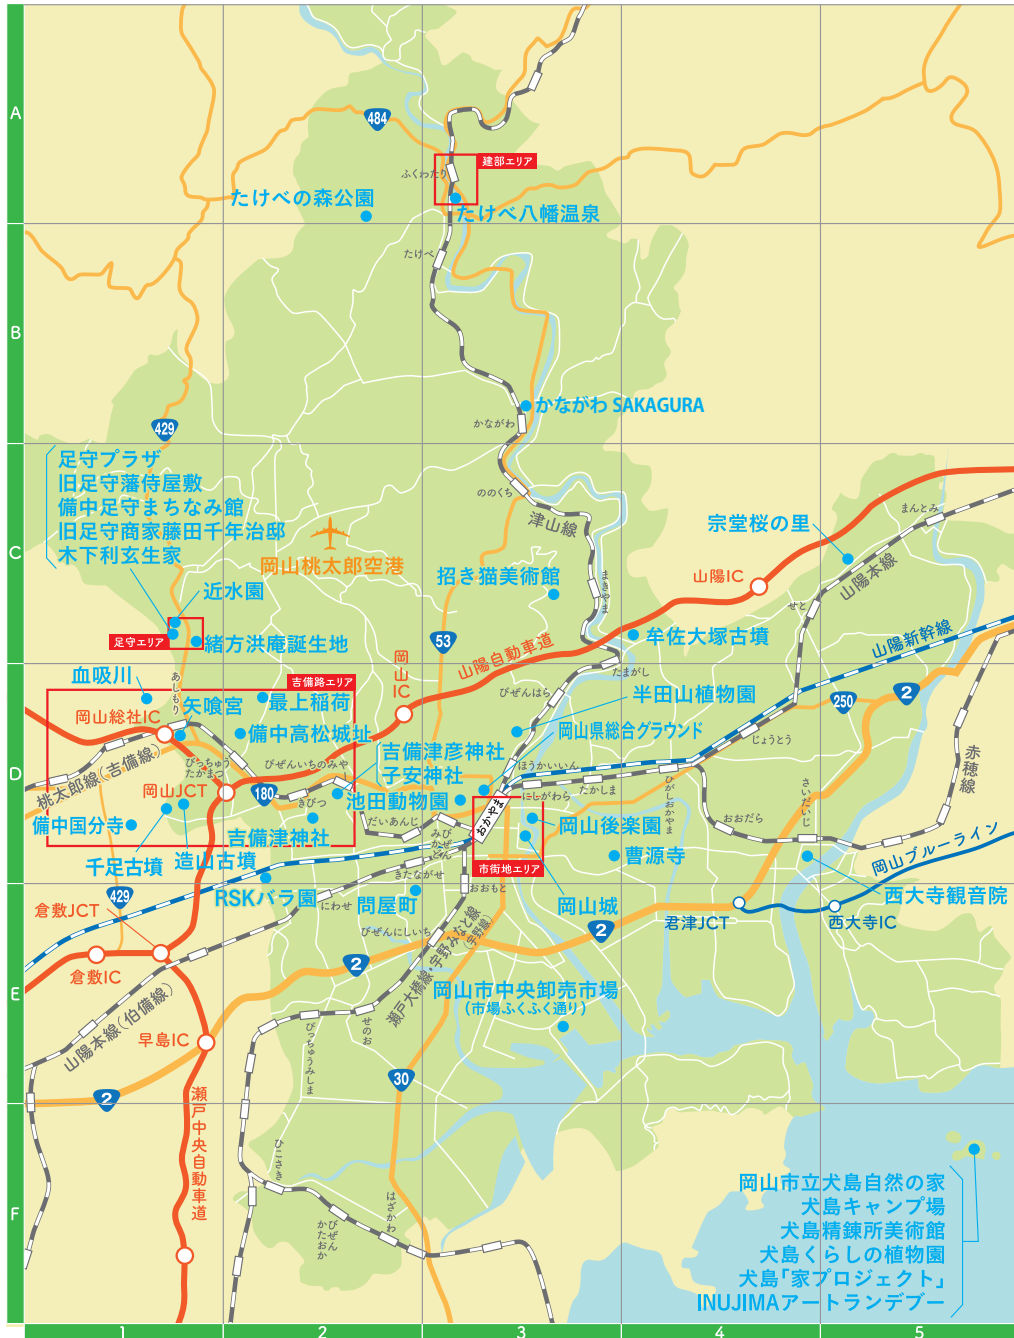 A
484
建部エリア
ふくわたり
たけべの森公園
たけべ八幡温泉
たけべ
B
かながわ SAKAGURA
かながわ
429
足守プラザ
旧足守藩侍屋敷
備中足守まちなみ館
旧足守商家藤田千年治邸
木下利玄生家
ののくち
津山線
まんとみ
宗堂桜の里
C
岡山桃太郎空港
招き猫美術館
まきやま
山陽IC
山陽本線
せと
近水園
足守エリア
緒方洪庵誕生地
53
山陽自動車道
牟佐大塚古墳
山陽新幹線
たまがし
血吸川
あしもり
吉備路エリア
岡山IC
びぜんはら
半田山植物園
2
250
矢喰宮
最上稲荷
岡山総社IC
備中高松城址
岡山県総合グラウンド
吉備津彦神社
子安神社
じょうとう
赤穂線
桃太郎線(吉備線)
びっちゅう
たかまつ
びぜんいちのみや
ほうかいいん
D
岡山JCT
180
きびつ
池田動物園
にしがわら
たかしま
ひがしおかやま
さいだいじ
おかやま
備中国分寺
吉備津神社
だいあんじ
びぜん
みかど
岡山後楽園
おおだら
千足古墳
造山古墳
市街地エリア
曹源寺
岡山ブルーライン
きたながせ
429
RSKバラ園
問屋町
おおもと
西大寺観音院
倉敷JCT
にわせ
岡山城
びぜんにしいち
2
君津JCT
西大寺IC
倉敷IC
2
瀬戸大橋線・宇野みなと線
(宇野線)
岡山市中央卸売市場
(市場ふくふく通り)
E
山陽本線(伯備線)
早島IC
せのお
びっちゅうみしま
2
30
瀬戸中央自動車道
ひこさき
はざかわ
びぜん
かたおか
F
岡山市立犬島自然の家
犬島キャンプ場
犬島精錬所美術館
犬島くらしの植物園
犬島「家プロジェクト」
INUJIMAアートランデブー
1
2
3
4
5